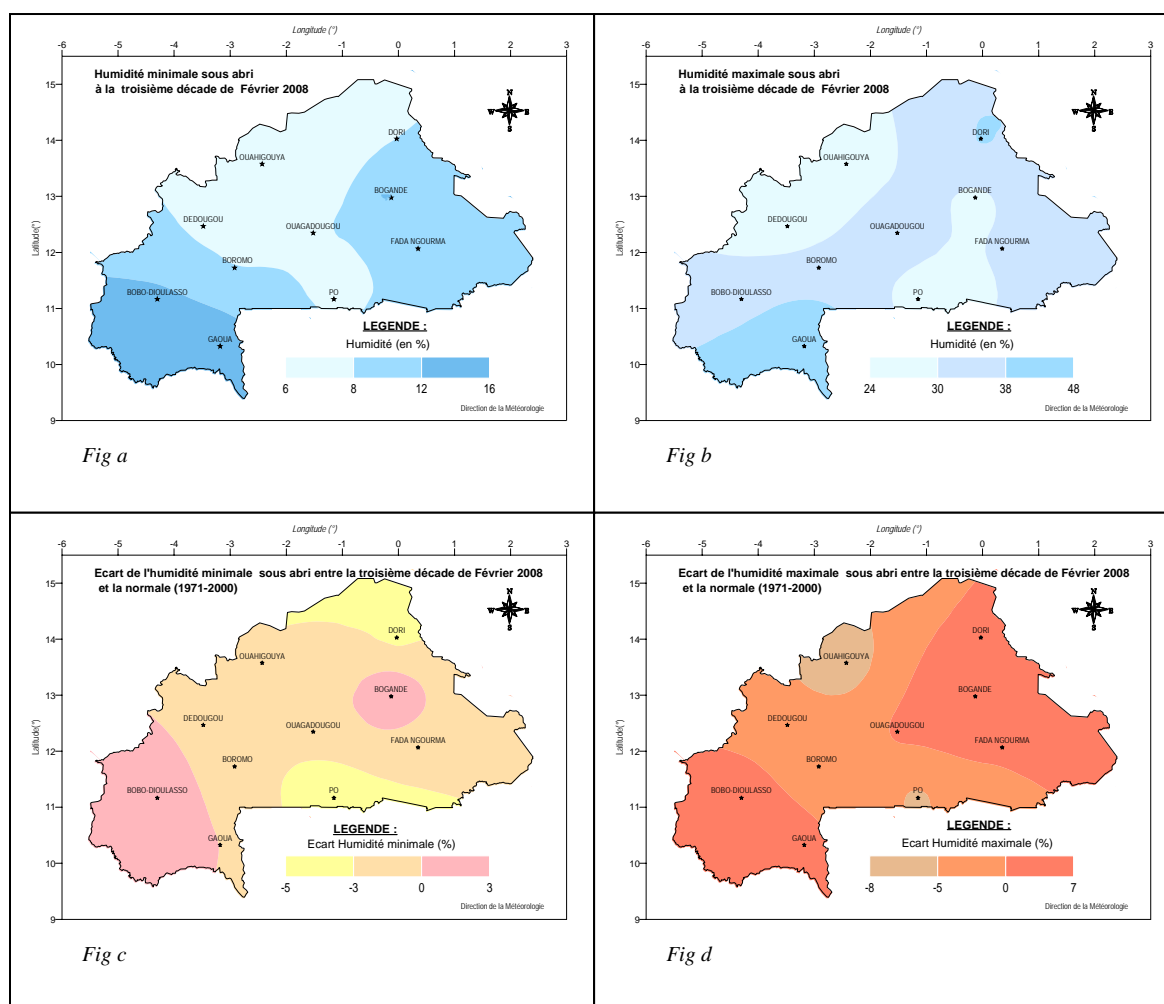 Longitude (°)
-6 -5 -4 -3 -2 -1 0 1 2 3
Humidité minimale sous abri
à la troisième décade de Février 2008
N
W E
S
15
14
13
12
11
10
9
Latitude(°)
DORI
OUAHIGOUYA
BOGANDE
DEDOUGOU
OUAGADOUGOU
FADA NGOURMA
BOROMO
BOBO-DIOULASSO
PO
GAOUA
LEGENDE :
Humidité (en %)
6 8 12 16
Direction de la Météorologie
Fig a
Longitude (°)
-6 -5 -4 -3 -2 -1 0 1 2 3
Humidité maximale sous abri
à la troisième décade de Février 2008
N
W E
S
15
14
13
12
11
10
9
Latitude(°)
DORI
OUAHIGOUYA
BOGANDE
DEDOUGOU
OUAGADOUGOU
FADA NGOURMA
BOROMO
BOBO-DIOULASSO
PO
GAOUA
LEGENDE :
Humidité (en %)
24 30 38 48
Direction de la Météorologie
Fig b
Longitude (°)
-6 -5 -4 -3 -2 -1 0 1 2 3
Ecart de l'humidité minimale sous abri entre la troisième décade de Février 2008
et la normale (1971-2000)
N
W E
S
15
14
13
12
11
10
9
Latitude(°)
DORI
OUAHIGOUYA
BOGANDE
DEDOUGOU
OUAGADOUGOU
FADA NGOURMA
BOROMO
BOBO-DIOULASSO
PO
GAOUA
LEGENDE :
Ecart Humidité minimale (%)
-5 -3 0 3
Direction de la Météorologie
Fig c
Longitude (°)
-6 -5 -4 -3 -2 -1 0 1 2 3
Ecart de l'humidité maximale sous abri entre la troisième décade de Février 2008
et la normale (1971-2000)
N
W E
S
15
14
13
12
11
10
9
Latitude(°)
DORI
OUAHIGOUYA
BOGANDE
DEDOUGOU
OUAGADOUGOU
FADA NGOURMA
BOROMO
BOBO-DIOULASSO
PO
GAOUA
LEGENDE :
Ecart Humidité maximale (%)
-8 -5 0 7
Direction de la Météorologie
Fig d